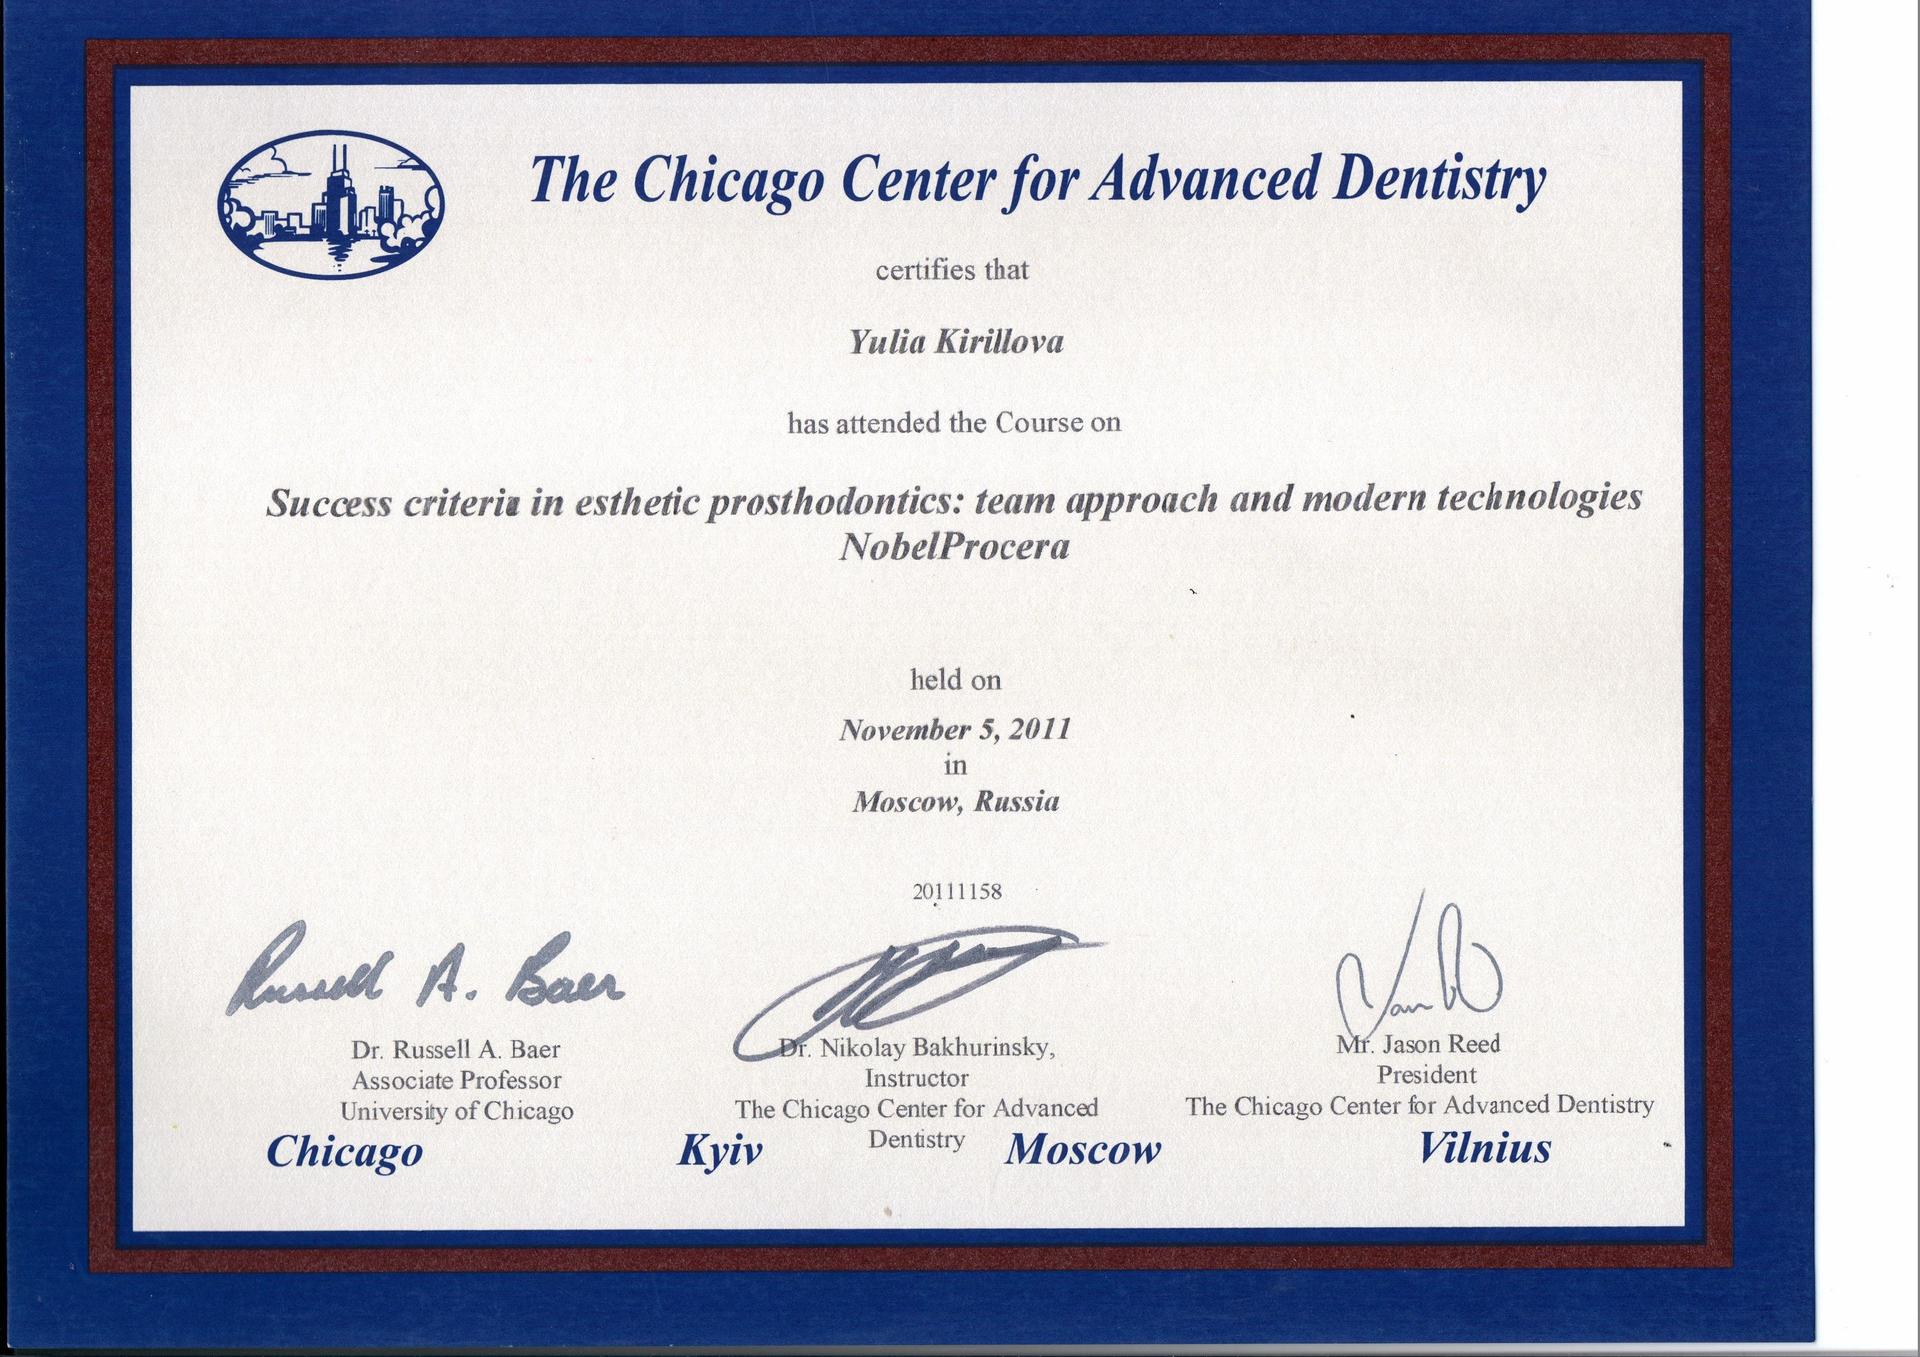 The Chicago Center for Advanced Dentistry
certifies that
Yulia Kirillova
has attended the Course on
Success criteria in esthetic prosthodontics: team approach and modern technologies
NobelProcera
held on
November 5, 2011
in
Moscow, Russia
20111158
Russell A. Baer
Dr. Russell A. Baer
Associate Professor
University of Chicago
Dr. Nikolay Bakhurinsky,
Instructor
The Chicago Center for Advanced
Dentistry
Mr. Jason Reed
President
The Chicago Center for Advanced Dentistry
Chicago Kyiv Moscow Vilnius